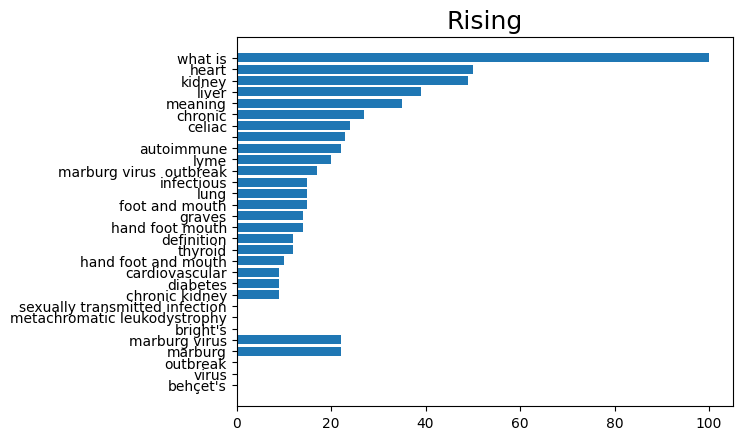 Rising
what is
heart
kidney
liver
meaning
chronic
celiac
autoimmune
lyme
marburg virus  outbreak
infectious
lung
foot and mouth
graves
hand foot mouth
definition
thyroid
hand foot and mouth
cardiovascular
diabetes
chronic kidney
sexually transmitted infection
metachromatic leukodystrophy
bright's
marburg virus
marburg
outbreak
virus
behçet's
0 20 40 60 80 100